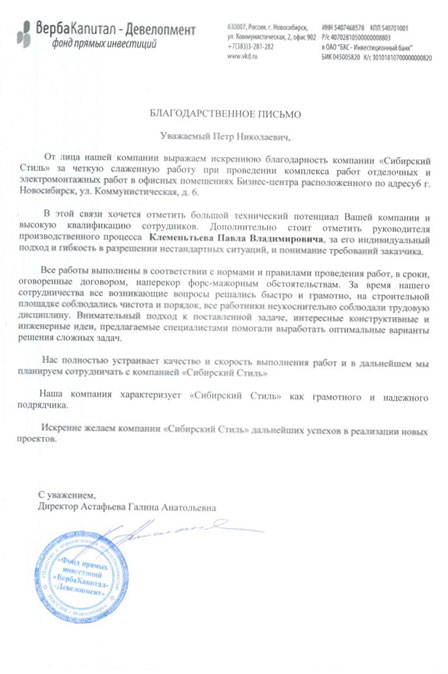 ВербаКапитал - Девелопмент
фонд прямых инвестиций
630007, Россия, г. Новосибирск,
ул. Коммунистическая, 2, офис 902
+7(383)3-281-282
www.vkd.ru
ИНН 5407468578 КПП 540701001
Р/с 40702810500000008803
в ОАО "БКС - Инвестиционный банк"
БИК 045005820 К/с 30101810700000000820
БЛАГОДАРСТВЕННОЕ ПИСЬМО
Уважаемый Петр Николаевич,
От лица нашей компании выражаем искреннюю благодарность компании «Сибирский
Стиль» за четкую слаженную работу при проведении комплекса работ отделочных и
электромонтажных работ в офисных помещениях Бизнес-центра расположенного по адресу6 г.
Новосибирск, ул. Коммунистическая, д. 6.
В этой связи хочется отметить большой технический потенциал Вашей компании и
высокую квалификацию сотрудников. Дополнительно стоит отметить руководителя
производственного процесса Клеменьтьева Павла Владимировича, за его индивидуальный
подход и гибкость в разрешении нестандартных ситуаций, и понимание требований заказчика.
Все работы выполнены в соответствии с нормами и правилами проведения работ, в сроки,
оговоренные договором, наперекор форс-мажорным обстоятельствам. За время нашего
сотрудничества все возникающие вопросы решались быстро и грамотно, на строительной
площадке соблюдались чистота и порядок, все работники неукоснительно соблюдали трудовую
дисциплину. Внимательный подход к поставленной задаче, интересные конструктивные и
инженерные идеи, предлагаемые специалистами помогали выработать оптимальные варианты
решения сложных задач.
Нас полностью устраивает качество и скорость выполнения работ и в дальнейшем мы
планируем сотрудничать с компанией «Сибирский Стиль»
Наша компания характеризует «Сибирский Стиль» как грамотного и надежного
подрядчика.
Искренне желаем компании «Сибирский Стиль» дальнейших успехов в реализации новых
проектов.
С уважением,
Директор Астафьева Галина Анатольевна
«Фонд прямых
инвестиций
«ВербаКапитал-
Девелопмент»